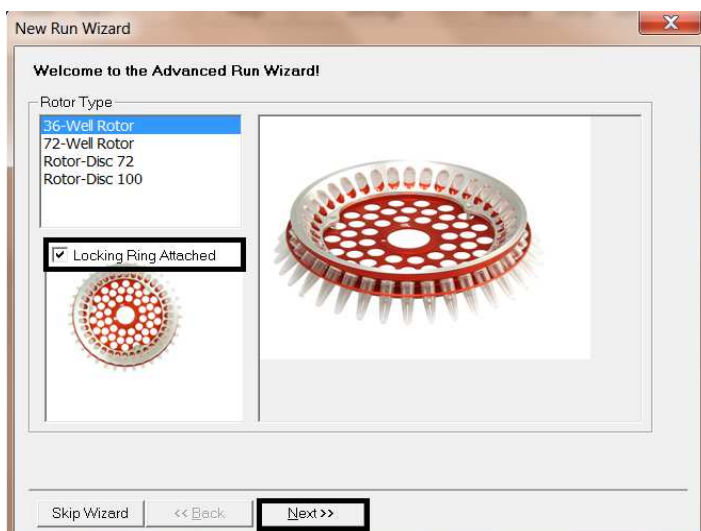 New Run Wizard
Welcome to the Advanced Run Wizard!
Rotor Type
36-Well Rotor
72-Well Rotor
Rotor-Disc 72
Rotor-Disc 100
Locking Ring Attached
Skip Wizard
<< Back
Next >>